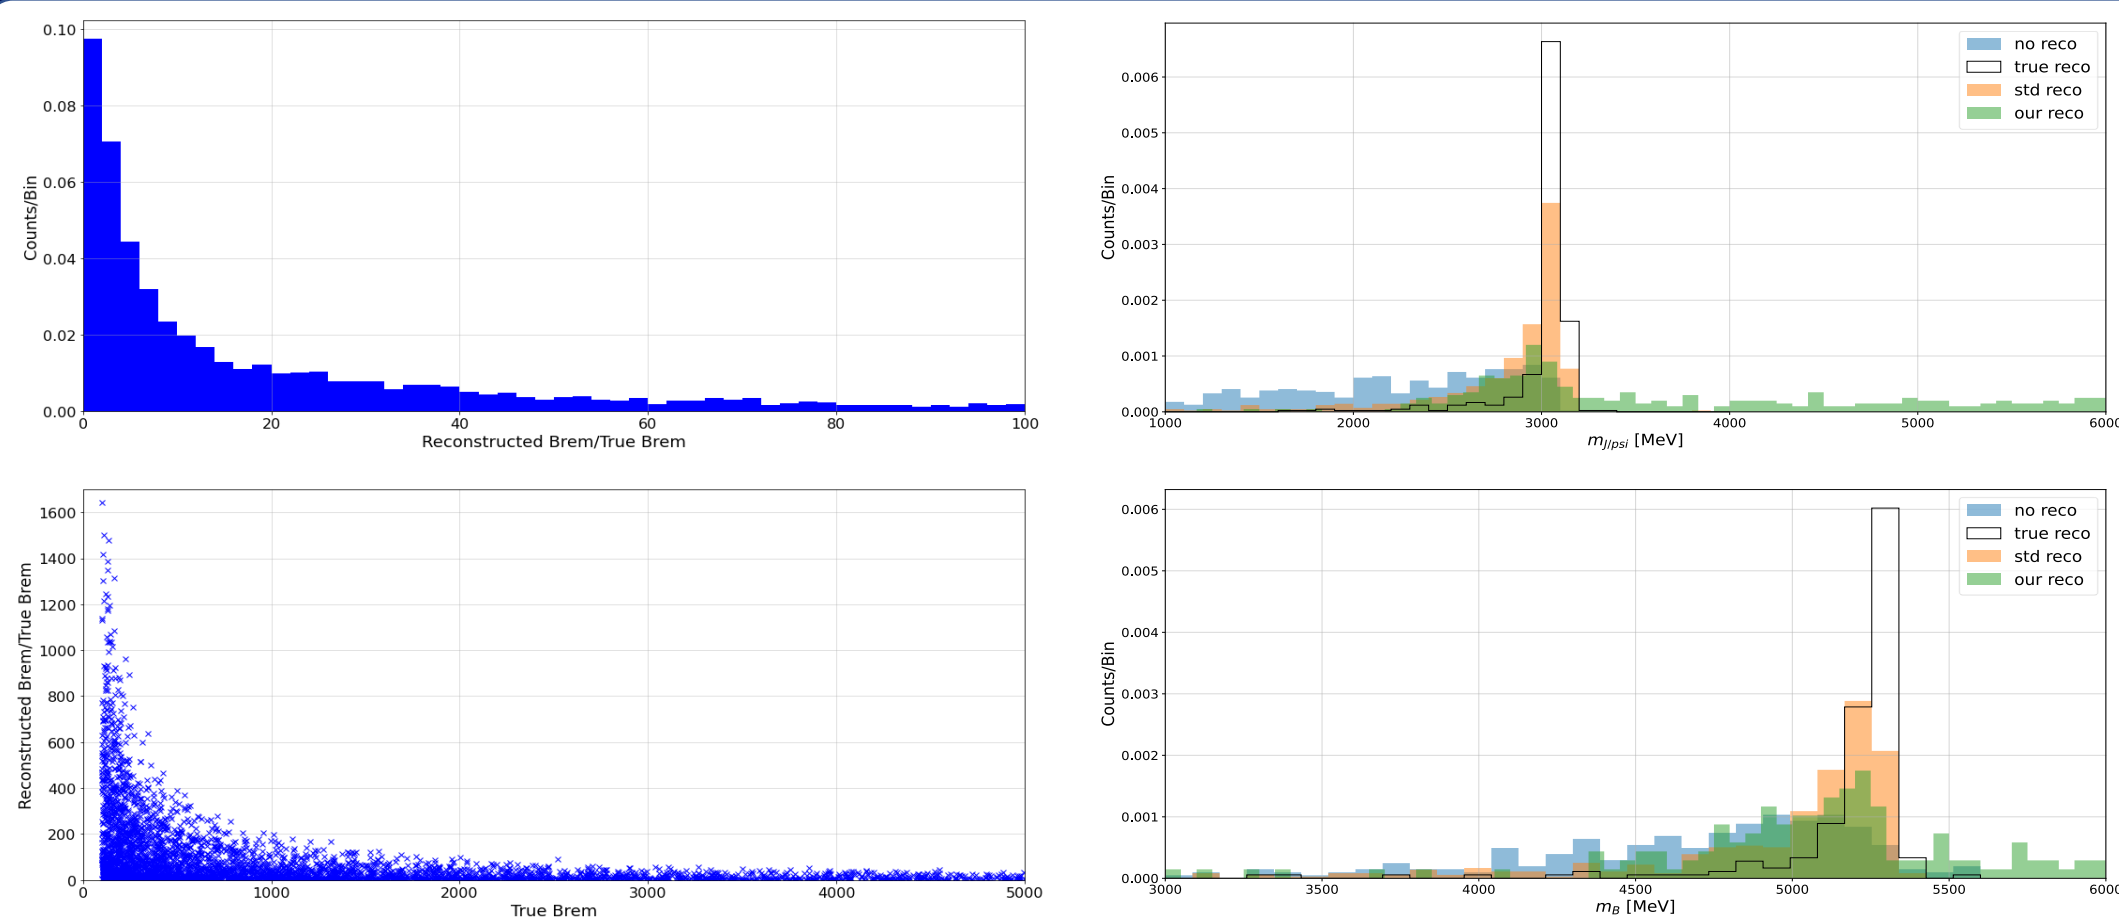 0.10
0.08
0.06
0.04
0.02
0.00
Counts/Bin
0 20 40 60 80 100
Reconstructed Brem/True Brem
no reco
true reco
std reco
our reco
0.006
0.005
0.004
0.003
0.002
0.001
0.000
Counts/Bin
1000 2000 3000 4000 5000 6000
m_{J/psi} [MeV]
1600
1400
1200
1000
800
600
400
200
0
Reconstructed Brem/True Brem
0 1000 2000 3000 4000 5000
True Brem
no reco
true reco
std reco
our reco
0.006
0.005
0.004
0.003
0.002
0.001
0.000
Counts/Bin
3000 3500 4000 4500 5000 5500 6000
m_B [MeV]